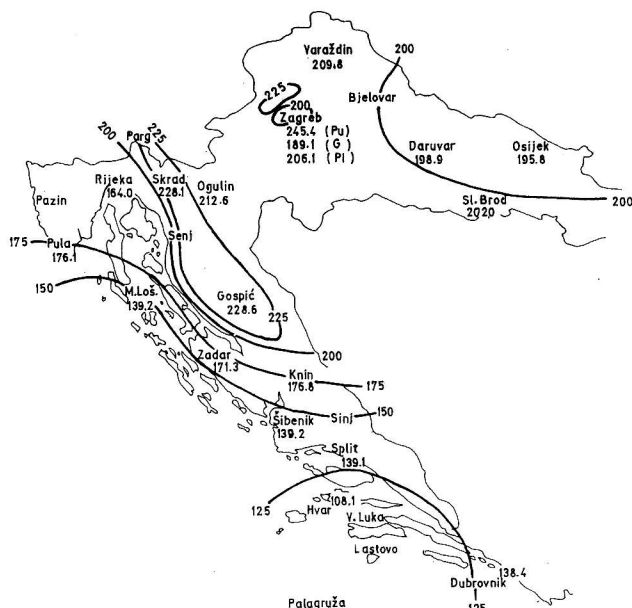 200
Varaždin
209.8
225
Bjelovar
200
Zagreb
245.4 (Pu)
189.1 (G)
206.1 (Pl)
Daruvar
198.9
Osijek
195.8
Sl. Brod
202.0
200
200
Parg
225
Rijeka
164.0
Skrad
228.1
Ogulin
212.6
Pazin
Senj
175
Pula
176.1
150
M.Loš.
139.2
Gospić
228.6
225
200
Zadar
171.3
Knin
176.8
175
Šibenik
139.2
Sinj
150
Split
139.1
125
Hvar
108.1
V. Luka
Lastovo
138.4
Dubrovnik
125
Palagruža